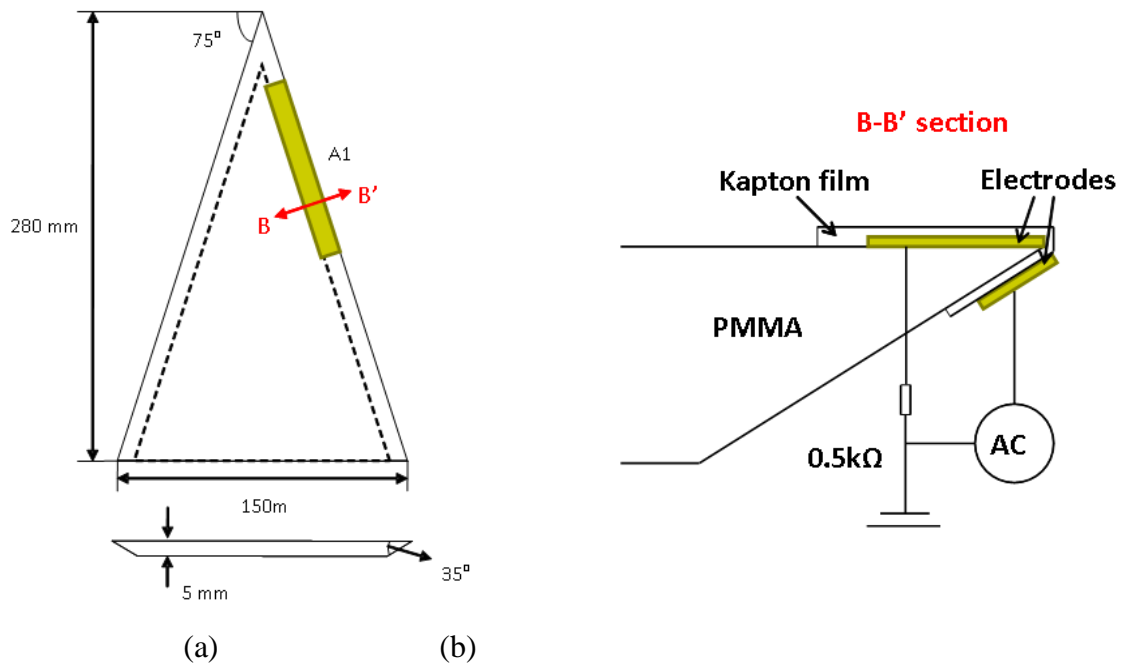 75°
A1
B'
B
280 mm
150m
5 mm
35°
(a)
B-B’ section
Kapton film
Electrodes
PMMA
0.5kΩ
AC
(b)